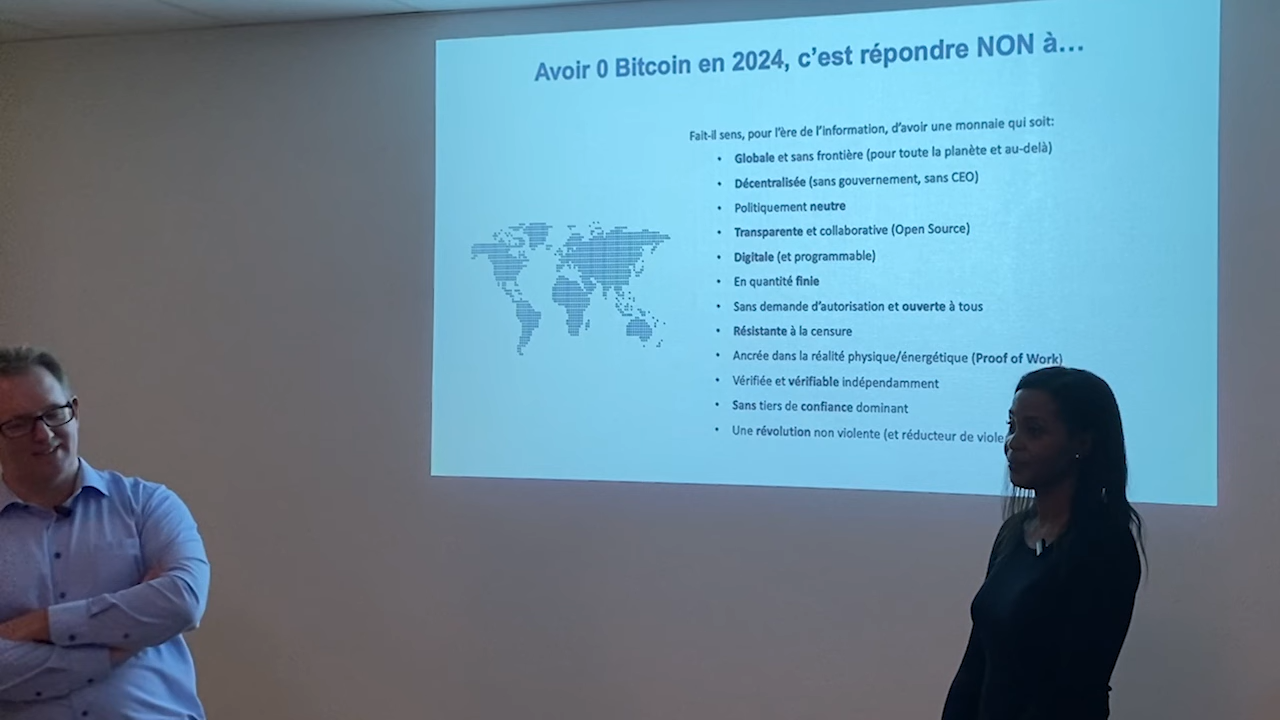 Avoir 0 Bitcoin en 2024, c'est répondre NON à...
Fait-il sens, pour l'ère de l'information, d'avoir une monnaie qui soit:
• Globale et sans frontière (pour toute la planète et au-delà)
• Décentralisée (sans gouvernement, sans CEO)
• Politiquement neutre
• Transparente et collaborative (Open Source)
• Digitale (et programmable)
• En quantité finie
• Sans demande d'autorisation et ouverte à tous
• Résistante à la censure
• Ancrée dans la réalité physique/énergétique (Proof of Work)
• Vérifiée et vérifiable indépendamment
• Sans tiers de confiance dominant
• Une révolution non violente (et réducteur de